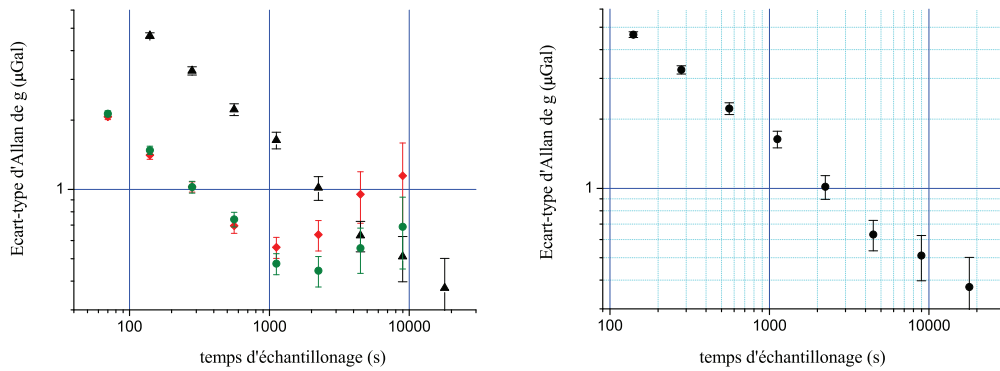 Ecart-type d'Allan de g (μGal)
1
100
1000
10000
temps d'échantillonage (s)
Ecart-type d'Allan de g (μGal)
1
100
1000
10000
temps d'échantillonage (s)